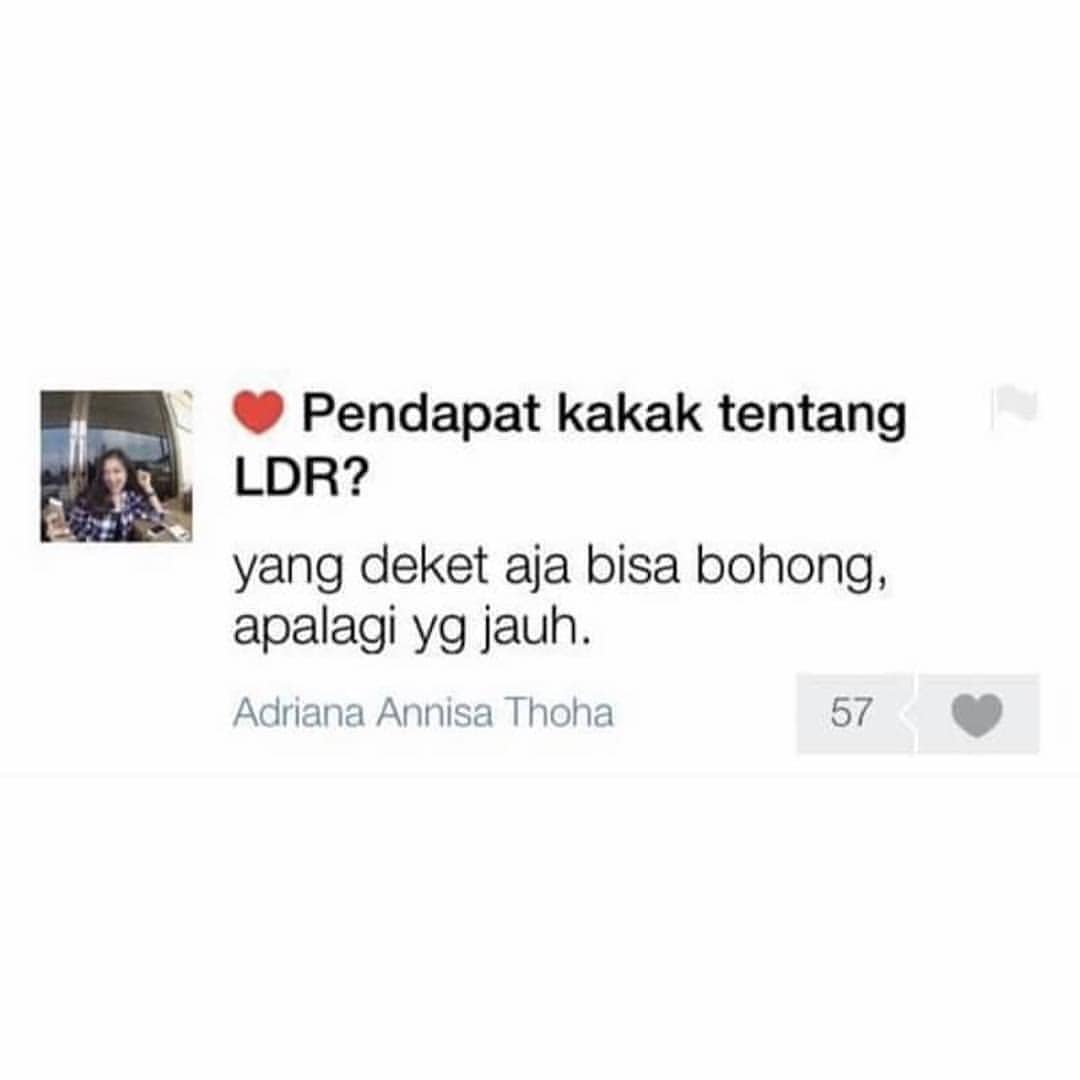 ❤️ Pendapat kakak tentang
LDR?
yang deket aja bisa bohong,
apalagi yg jauh.
Adriana Annisa Thoha
57